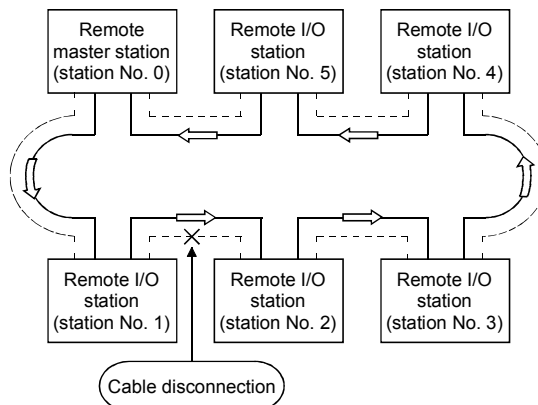 Remote
master station
(station No. 0)
Remote I/O
station
(station No. 5)
Remote I/O
station
(station No. 4)
Remote I/O
station
(station No. 1)
Remote I/O
station
(station No. 2)
Remote I/O
station
(station No. 3)
Cable disconnection